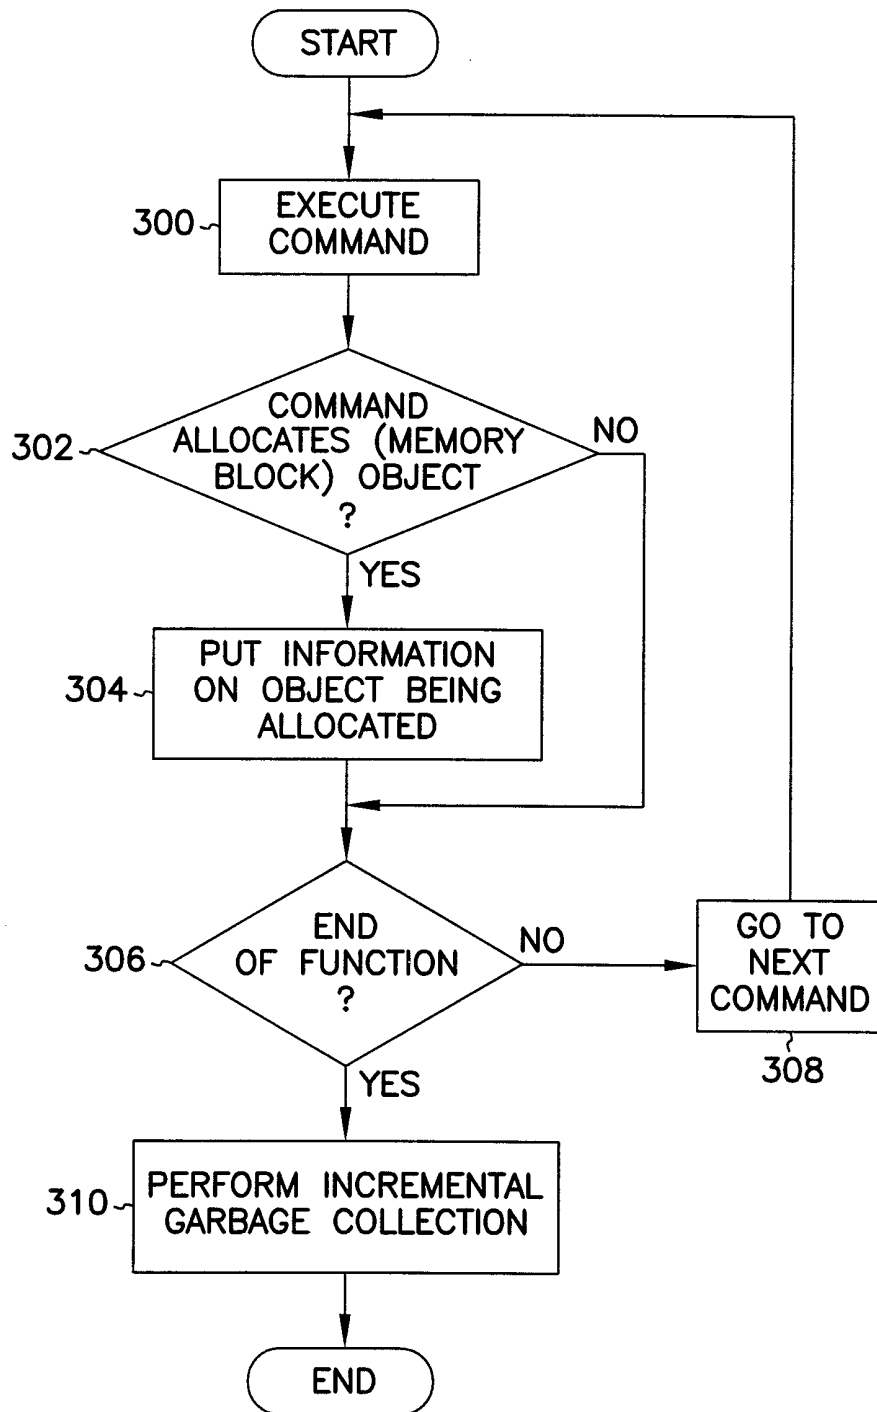 START
300
EXECUTE
COMMAND
302
COMMAND
ALLOCATES (MEMORY
BLOCK) OBJECT
?
NO
YES
304
PUT INFORMATION
ON OBJECT BEING
ALLOCATED
306
END
OF FUNCTION
?
NO
GO TO
NEXT
COMMAND
308
YES
310
PERFORM INCREMENTAL
GARBAGE COLLECTION
END